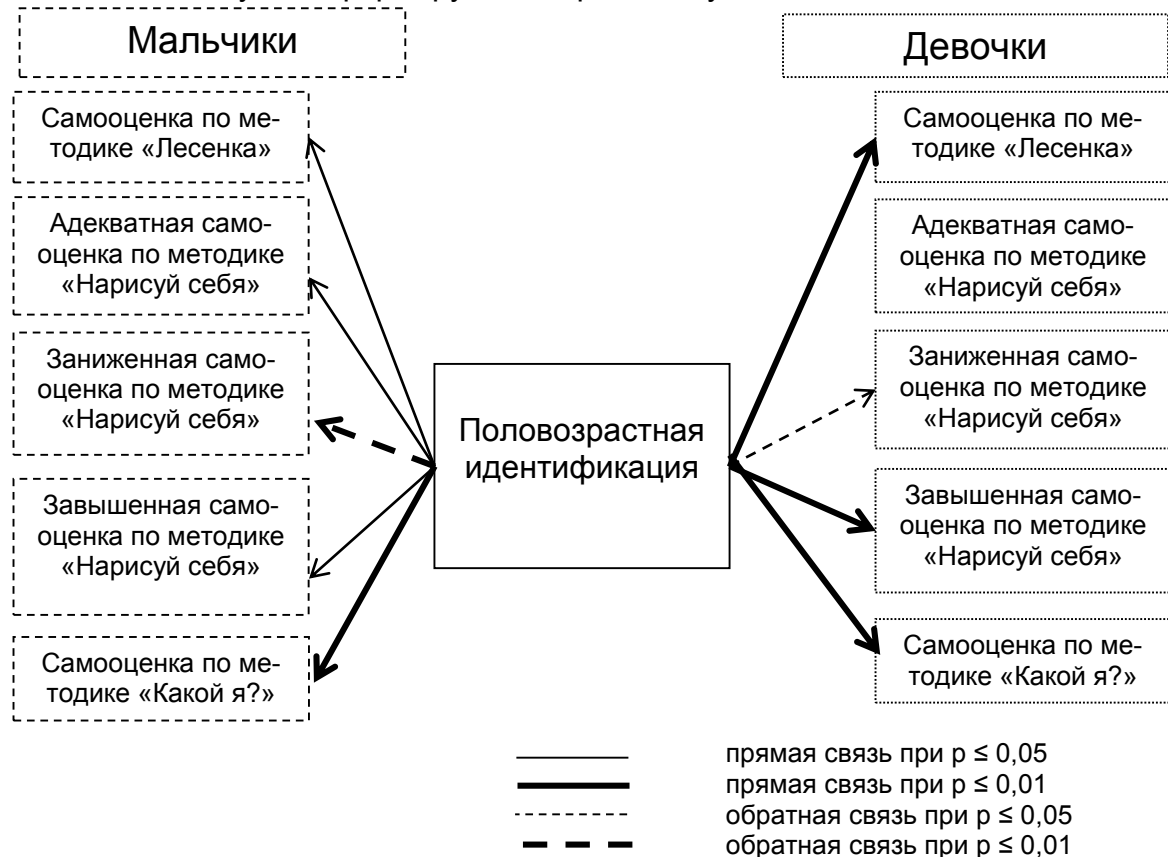 Мальчики
Девочки
Самооценка по ме-
тодике «Лесенка»
Адекватная само-
оценка по методике
«Нарисуй себя»
Заниженная само-
оценка по методике
«Нарисуй себя»
Завышенная само-
оценка по методике
«Нарисуй себя»
Самооценка по ме-
тодике «Какой я?»
Половозрастная
идентификация
Самооценка по ме-
тодике «Лесенка»
Адекватная само-
оценка по методике
«Нарисуй себя»
Заниженная само-
оценка по методике
«Нарисуй себя»
Завышенная само-
оценка по методике
«Нарисуй себя»
Самооценка по ме-
тодике «Какой я?»
прямая связь при p ≤ 0,05
прямая связь при p ≤ 0,01
обратная связь при p ≤ 0,05
обратная связь при p ≤ 0,01